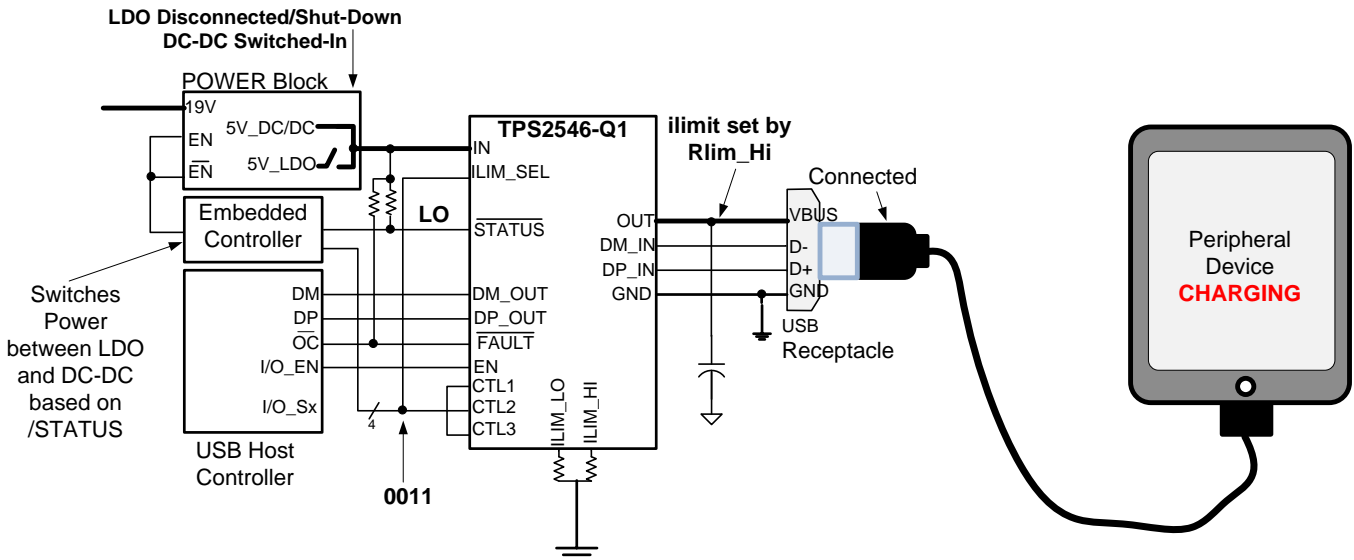 LDO Disconnected/Shut-Down
DC-DC Switched-In
POWER Block
19V
EN
EN
5V_DC/DC
5V_LDO
Embedded
Controller
Switches
Power
between LDO
and DC-DC
based on
/STATUS
DM
DP
OC
I/O_EN
I/O_Sx
USB Host
Controller
4
0011
LO
TPS2546-Q1
IN
ILIM_SEL
STATUS
DM_OUT
DP_OUT
FAULT
EN
CTL1
CTL2
CTL3
ILIM_LO
ILIM_HI
OUT
DM_IN
DP_IN
GND
ilimit set by
Rlim_Hi
VBUS
D-
D+
GND
USB
Receptacle
Connected
Peripheral
Device
CHARGING